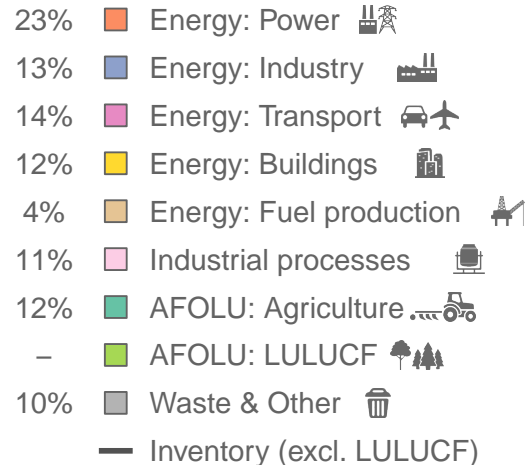 23% Energy: Power
13% Energy: Industry
14% Energy: Transport
12% Energy: Buildings
4% Energy: Fuel production
11% Industrial processes
12% AFOLU: Agriculture
– AFOLU: LULUCF
10% Waste & Other
Inventory (excl. LULUCF)